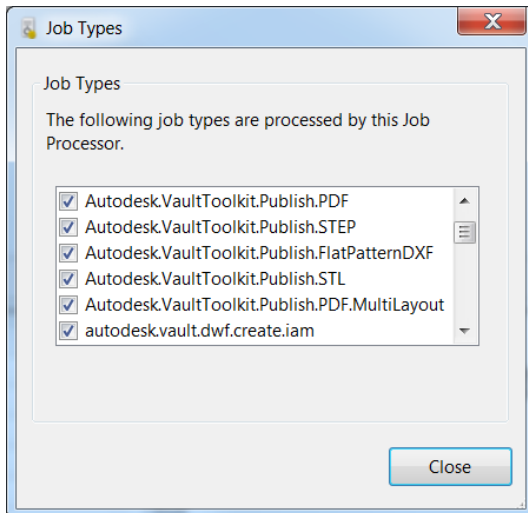 Job Types
Job Types
The following job types are processed by this Job
Processor.
Autodesk.VaultToolkit.Publish.PDF
Autodesk.VaultToolkit.Publish.STEP
Autodesk.VaultToolkit.Publish.FlatPatternDXF
Autodesk.VaultToolkit.Publish.STL
Autodesk.VaultToolkit.Publish.PDF.MultiLayout
autodesk.vault.dwf.create.iam
Close